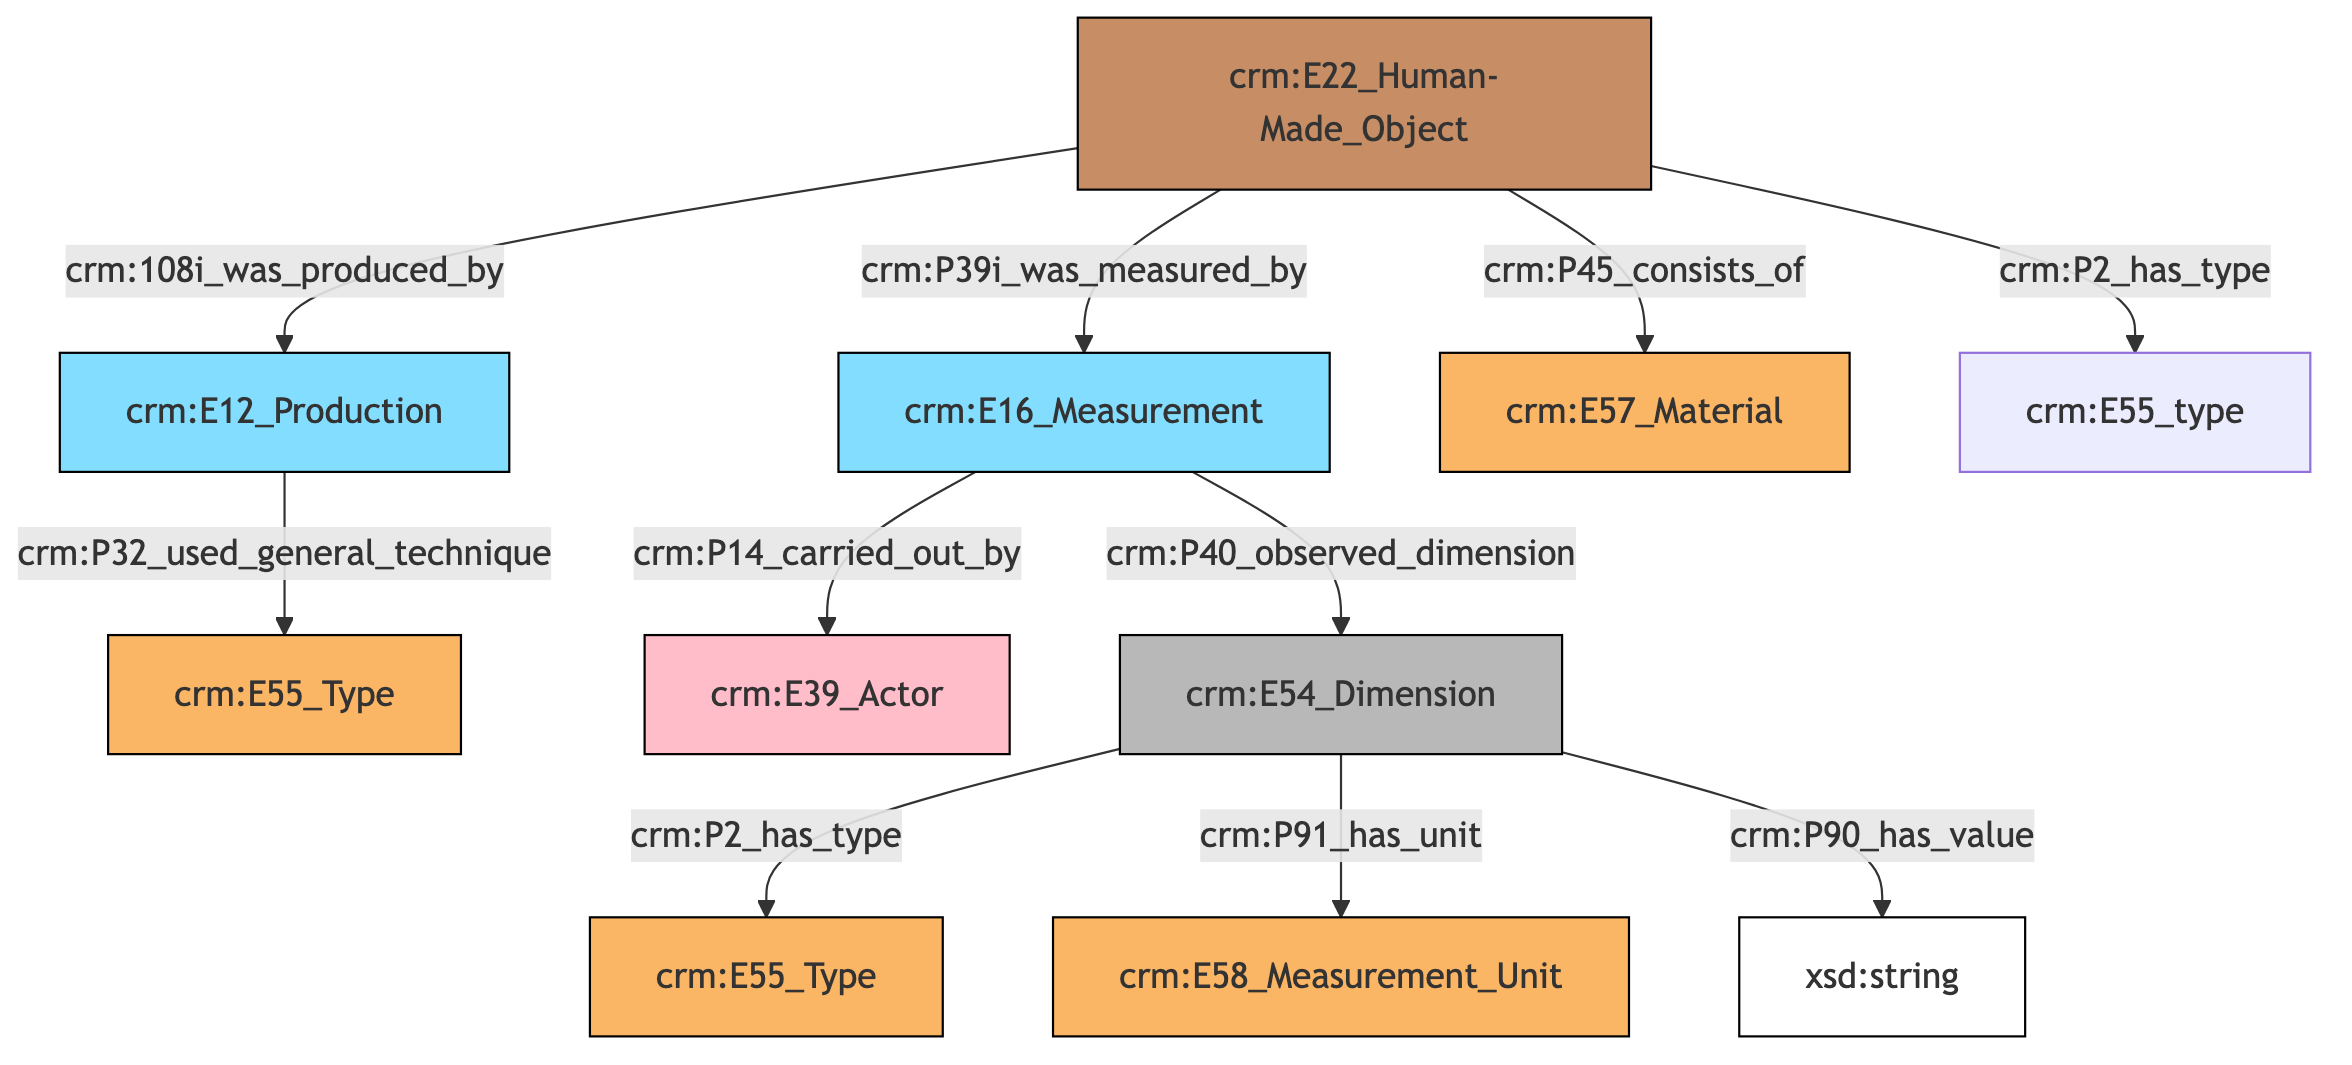 crm:E22_Human-
Made_Object
crm:108i_was_produced_by
crm:P39i_was_measured_by
crm:P45_consists_of
crm:P2_has_type
crm:E12_Production
crm:E16_Measurement
crm:E57_Material
crm:E55_type
crm:P32_used_general_technique
crm:P14_carried_out_by
crm:P40_observed_dimension
crm:E55_Type
crm:E39_Actor
crm:E54_Dimension
crm:P2_has_type
crm:P91_has_unit
crm:P90_has_value
crm:E55_Type
crm:E58_Measurement_Unit
xsd:string